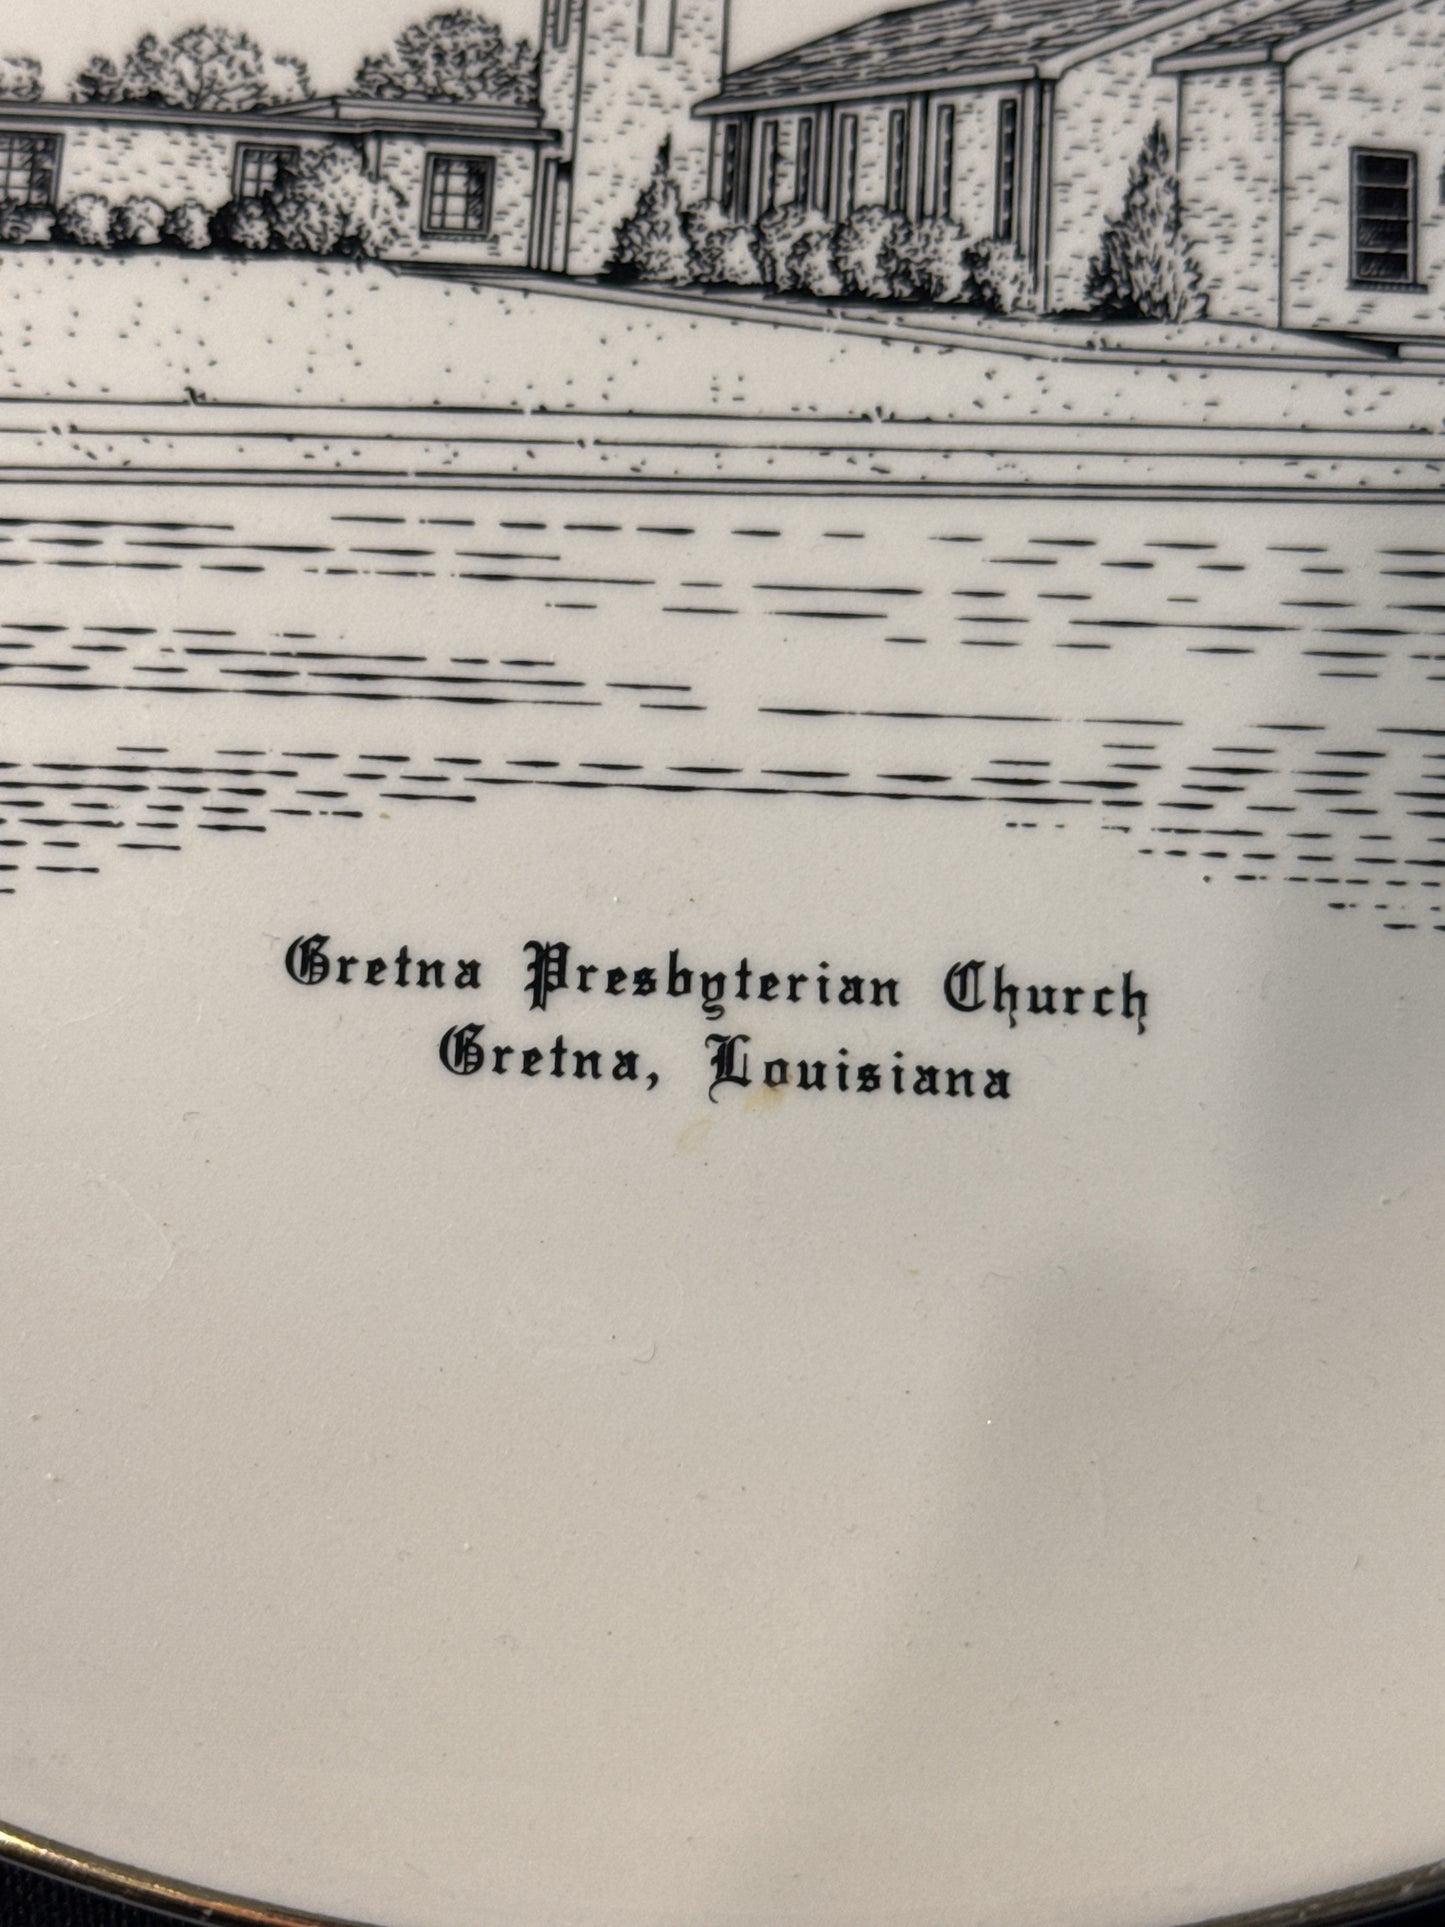 Gretna Presbyterian Church
Gretna, Louisiana